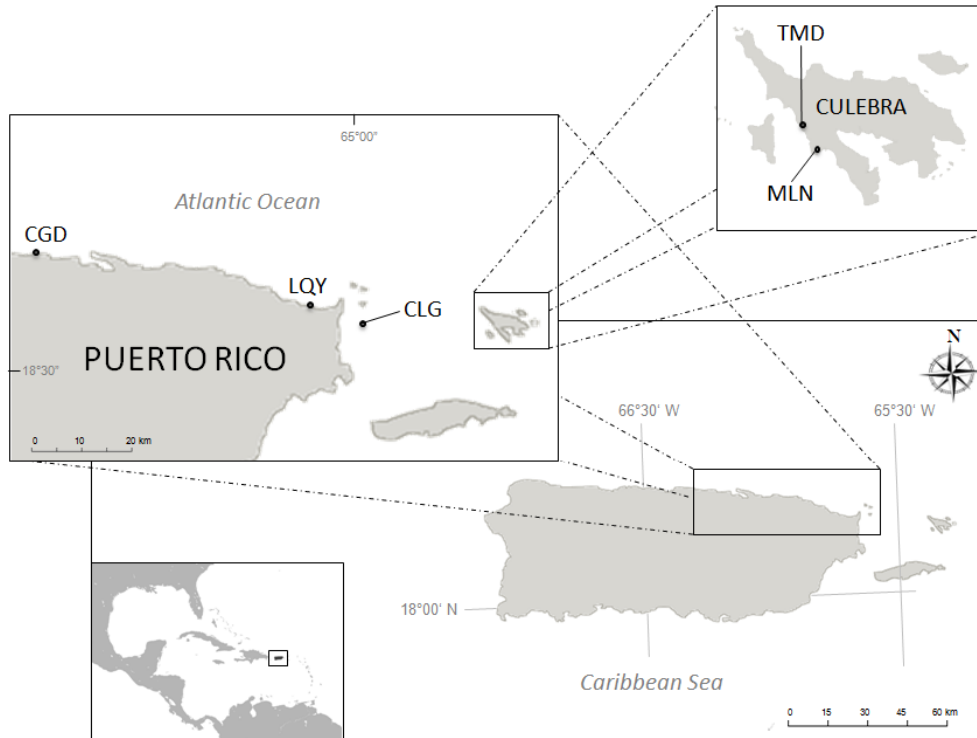 TMD
CULEBRA
MLN
65°00'
Atlantic Ocean
CGD
LQY
CLG
PUERTO RICO
18°30"
0 10 20 km
N
66°30' W
65°30' W
18°00' N
Caribbean Sea
0 15 30 45 60 km